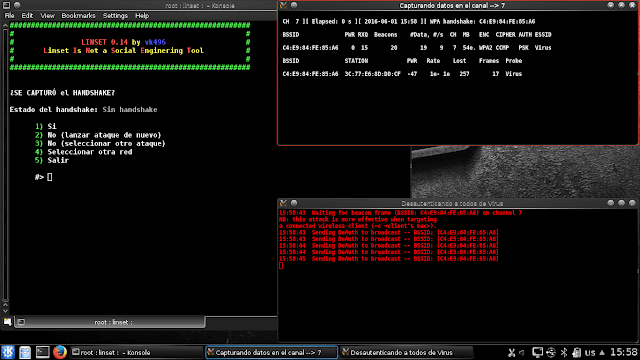 root : linset : - Konsole
File Edit View Bookmarks Settings Help
LINSET 0.14 by vk496
Linset Is Not a Social Enginering Tool
¿SE CAPTURÓ el HANDSHAKE?
Estado del handshake: Sin handshake
1) Si
2) No (lanzar ataque de nuevo)
3) No (seleccionar otro ataque)
4) Seleccionar otra red
5) Salir
#>
root : linset :
Capturando datos en el canal --> 7
CH 7 ][ Elapsed: 0 s ][ 2016-06-01 15:58 ][ WPA handshake: C4:E9:84:FE:85:A6
BSSID PWR RXQ Beacons #Data, #/s CH MB ENC CIPHER AUTH ESSID
C4:E9:84:FE:85:A6 0 15 20 19 9 7 54e. WPA2 CCMP PSK Virus
BSSID STATION PWR Rate Lost Frames Probe
C4:E9:84:FE:85:A6 3C:77:E6:8D:DD:CF -47 1e- 1e 257 17 Virus
Desautenticando a todos de Virus
15:58:43 Waiting for beacon frame (BSSID: C4:E9:84:FE:85:A6) on channel 7
NB: this attack is more effective when targeting
a connected wireless client (-c <client's mac>).
15:58:43 Sending DeAuth to broadcast -- BSSID: [C4:E9:84:FE:85:A6]
15:58:43 Sending DeAuth to broadcast -- BSSID: [C4:E9:84:FE:85:A6]
15:58:44 Sending DeAuth to broadcast -- BSSID: [C4:E9:84:FE:85:A6]
15:58:44 Sending DeAuth to broadcast -- BSSID: [C4:E9:84:FE:85:A6]
15:58:45 Sending DeAuth to broadcast -- BSSID: [C4:E9:84:FE:85:A6]
root : linset : - Konsole
Capturando datos en el canal --> 7
Desautenticando a todos de Virus
us
15:58